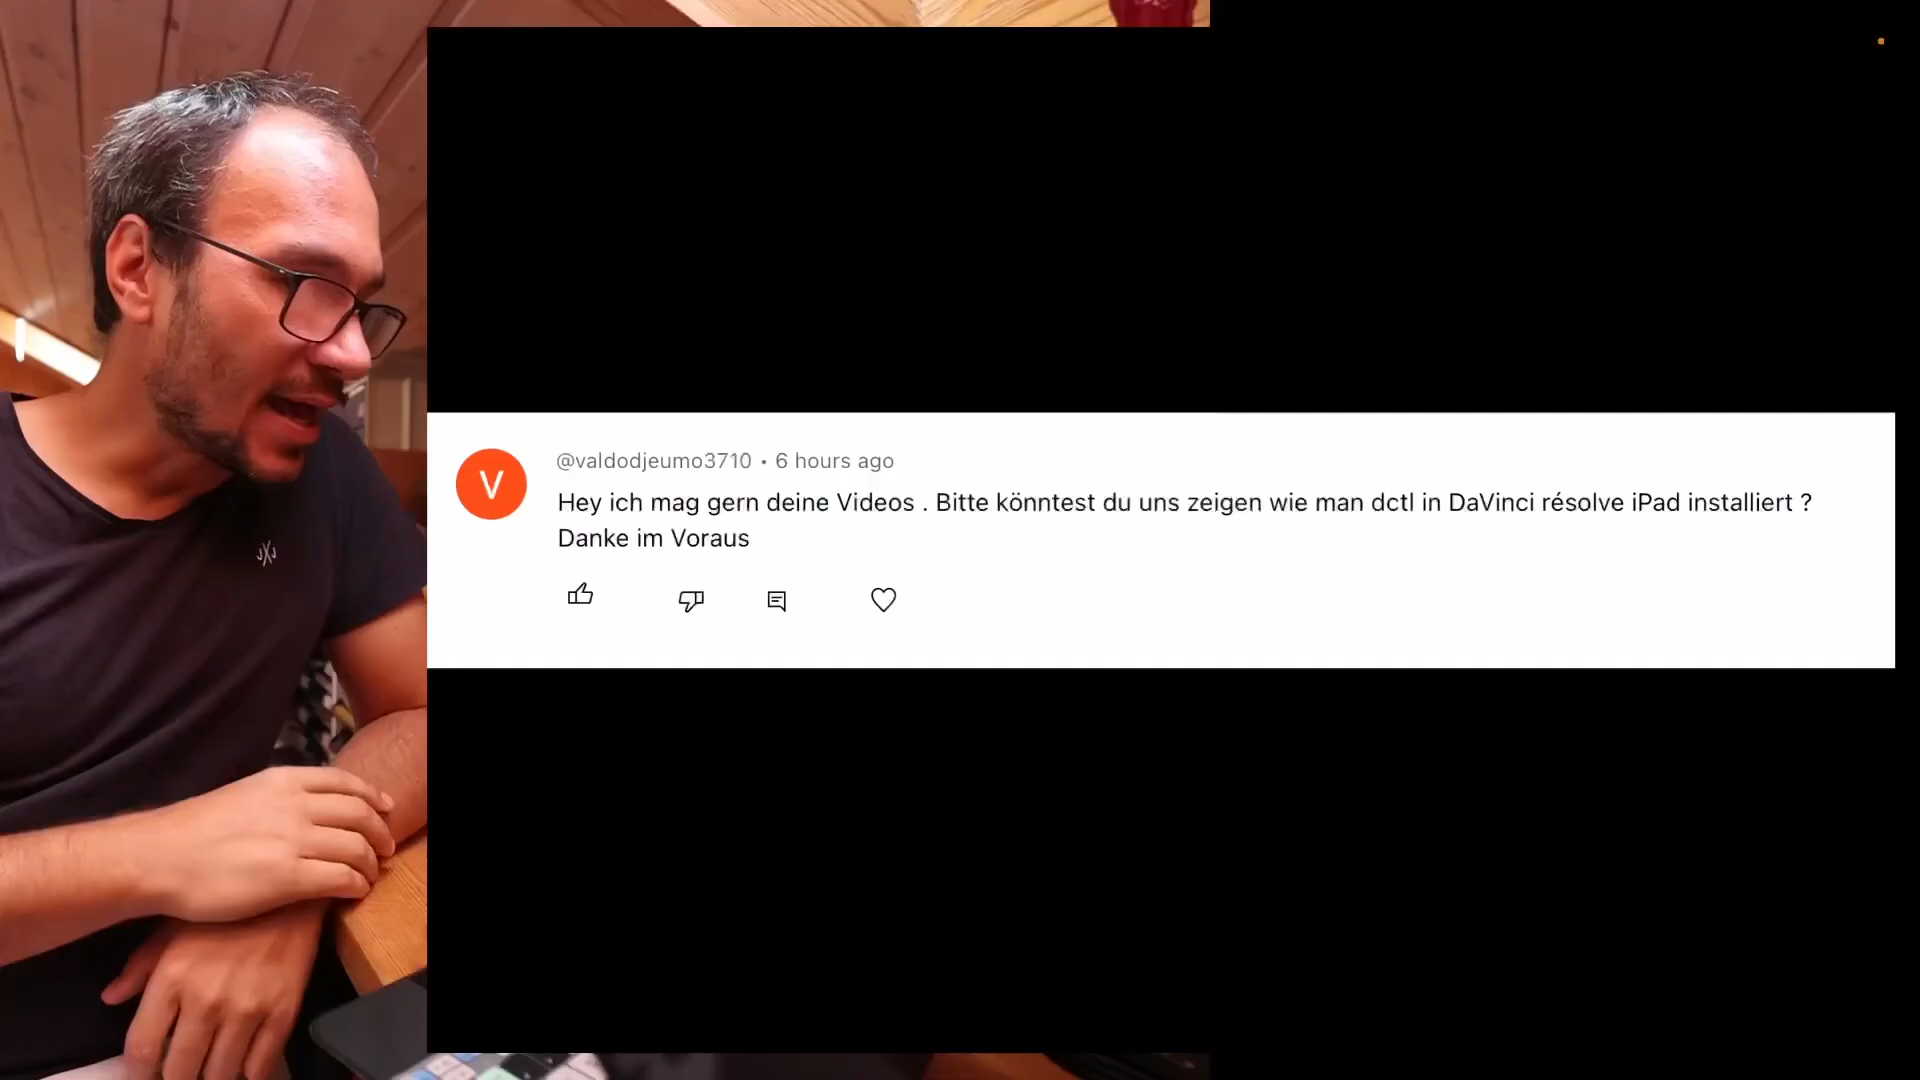 V
@valdodjeumo3710 • 6 hours ago
Hey ich mag gern deine Videos . Bitte könntest du uns zeigen wie man dctl in DaVinci résolve iPad installiert ?
Danke im Voraus